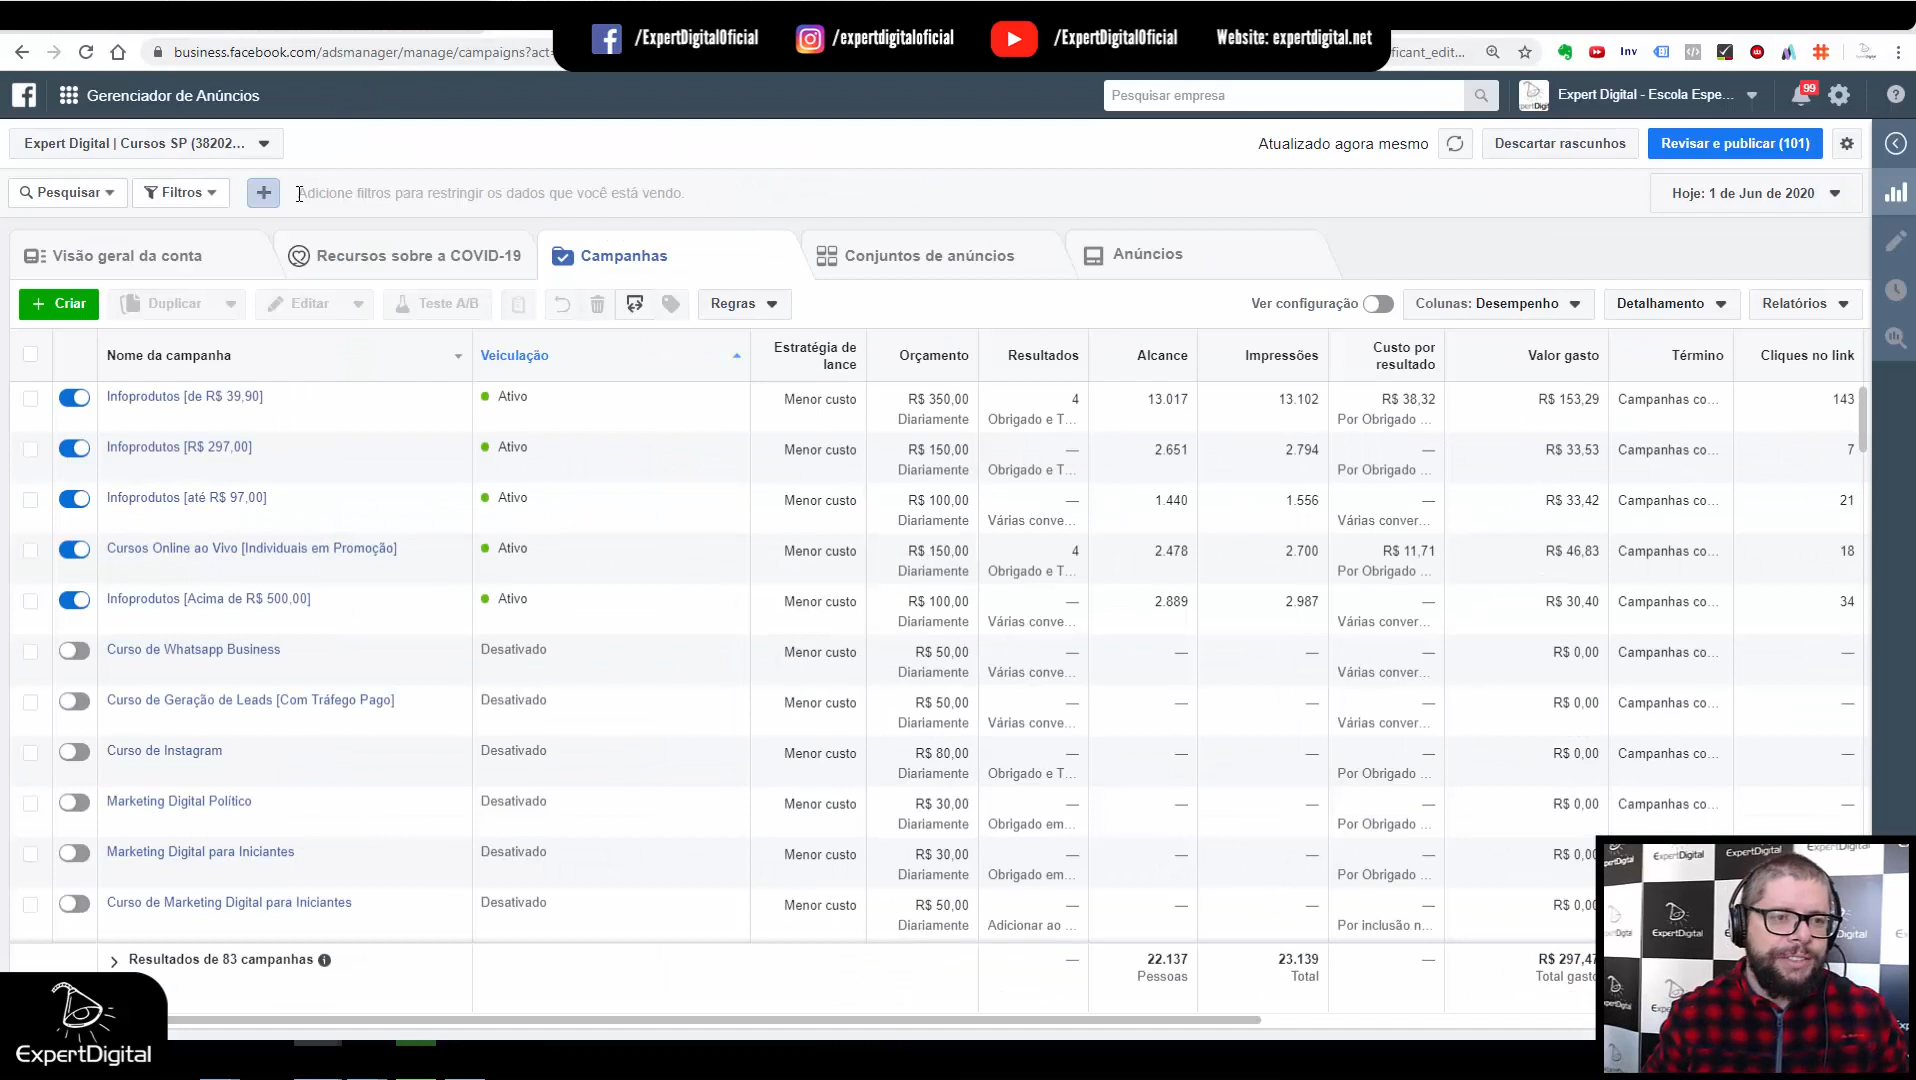 /ExpertDigitalOficial /expertdigitaloficial /ExpertDigitalOficial Website: expertdigital.net
business.facebook.com/adsmanager/manage/campaigns?act= ficant_edit...
Inv
Gerenciador de Anúncios
Pesquisar empresa
Expert Digital - Escola Espe...
99
Expert Digital | Cursos SP (38202...
Atualizado agora mesmo
Descartar rascunhos
Revisar e publicar (101)
Pesquisar
Filtros
Adicione filtros para restringir os dados que você está vendo.
Hoje: 1 de Jun de 2020
Visão geral da conta
Recursos sobre a COVID-19
Campanhas
Conjuntos de anúncios
Anúncios
+ Criar
Duplicar
Editar
Teste A/B
Regras
Ver configuração
Colunas: Desempenho
Detalhamento
Relatórios
Nome da campanha Veiculação Estratégia de lance Orçamento Resultados Alcance Impressões Custo por resultado Valor gasto Término Cliques no link
Infoprodutos [de R$ 39,90] Ativo Menor custo R$ 350,00 4 13.017 13.102 R$ 38,32 R$ 153,29 Campanhas co... 143
Diariamente Obrigado e T... Por Obrigado ...
Infoprodutos [R$ 297,00] Ativo Menor custo R$ 150,00 — 2.651 2.794 — R$ 33,53 Campanhas co... 7
Diariamente Obrigado e T... Por Obrigado ...
Infoprodutos [até R$ 97,00] Ativo Menor custo R$ 100,00 — 1.440 1.556 — R$ 33,42 Campanhas co... 21
Diariamente Várias conve... Várias conver...
Cursos Online ao Vivo [Individuais em Promoção] Ativo Menor custo R$ 150,00 4 2.478 2.700 R$ 11,71 R$ 46,83 Campanhas co... 18
Diariamente Obrigado e T... Por Obrigado ...
Infoprodutos [Acima de R$ 500,00] Ativo Menor custo R$ 100,00 — 2.889 2.987 — R$ 30,40 Campanhas co... 34
Diariamente Várias conve... Várias conver...
Curso de Whatsapp Business Desativado Menor custo R$ 50,00 — — — — R$ 0,00 Campanhas co... —
Diariamente Várias conve... Várias conver...
Curso de Geração de Leads [Com Tráfego Pago] Desativado Menor custo R$ 50,00 — — — — R$ 0,00 Campanhas co... —
Diariamente Várias conve... Várias conver...
Curso de Instagram Desativado Menor custo R$ 80,00 — — — — R$ 0,00 Campanhas co... —
Diariamente Obrigado e T... Por Obrigado ...
Marketing Digital Político Desativado Menor custo R$ 30,00 — — — — R$ 0,00 Campanhas co... —
Diariamente Obrigado em... Por Obrigado ...
Marketing Digital para Iniciantes Desativado Menor custo R$ 30,00 — — — — R$ 0,00
Diariamente Obrigado em... Por Obrigado ...
Curso de Marketing Digital para Iniciantes Desativado Menor custo R$ 50,00 — — — — R$ 0,00
Diariamente Adicionar ao ... Por inclusão n...
Resultados de 83 campanhas — 22.137 23.139 — R$ 297,47
Pessoas Total Total gasto
ExpertDigital
ExpertDigital
ExpertDigital
ExpertDigital